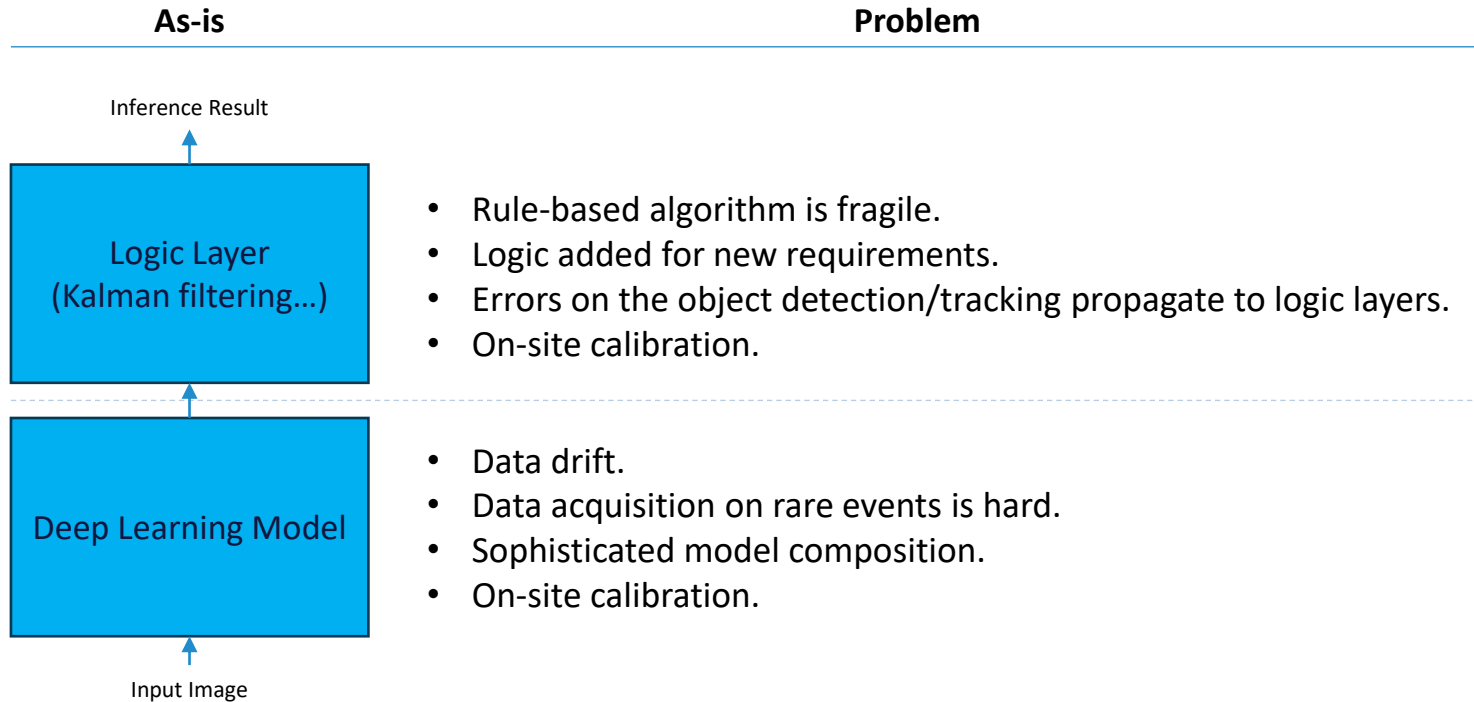 As-is
Problem
Inference Result
Logic Layer
(Kalman filtering…)
• Rule-based algorithm is fragile.
• Logic added for new requirements.
• Errors on the object detection/tracking propagate to logic layers.
• On-site calibration.
Deep Learning Model
• Data drift.
• Data acquisition on rare events is hard.
• Sophisticated model composition.
• On-site calibration.
Input Image